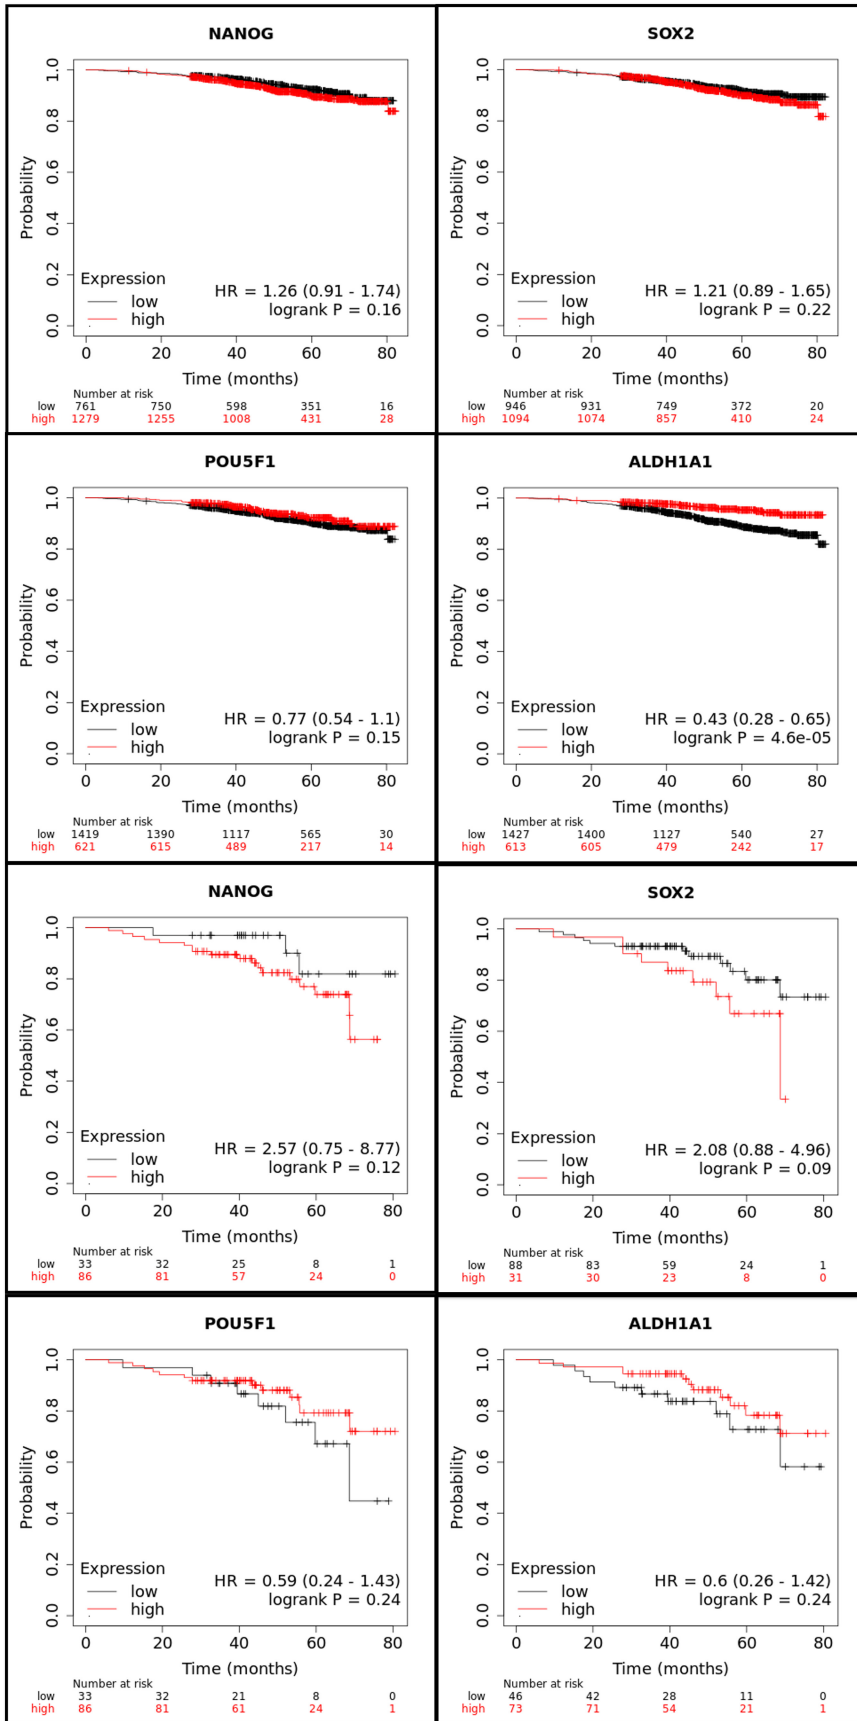 NANOG
Probability
1.0
0.8
0.6
0.4
0.2
0.0
Expression
low
high
HR = 1.26 (0.91 - 1.74)
logrank P = 0.16
0 20 40 60 80
Time (months)
Number at risk
low 761 750 598 351 16
high 1279 1255 1008 431 28
SOX2
Probability
1.0
0.8
0.6
0.4
0.2
0.0
Expression
low
high
HR = 1.21 (0.89 - 1.65)
logrank P = 0.22
0 20 40 60 80
Time (months)
Number at risk
low 946 931 749 372 20
high 1094 1074 857 410 24
POU5F1
Probability
1.0
0.8
0.6
0.4
0.2
0.0
Expression
low
high
HR = 0.77 (0.54 - 1.1)
logrank P = 0.15
0 20 40 60 80
Time (months)
Number at risk
low 1419 1390 1117 565 30
high 621 615 489 217 14
ALDH1A1
Probability
1.0
0.8
0.6
0.4
0.2
0.0
Expression
low
high
HR = 0.43 (0.28 - 0.65)
logrank P = 4.6e-05
0 20 40 60 80
Time (months)
Number at risk
low 1427 1400 1127 540 27
high 613 605 479 242 17
NANOG
Probability
1.0
0.8
0.6
0.4
0.2
0.0
Expression
low
high
HR = 2.57 (0.75 - 8.77)
logrank P = 0.12
0 20 40 60 80
Time (months)
Number at risk
low 33 32 25 8 1
high 86 81 57 24 0
SOX2
Probability
1.0
0.8
0.6
0.4
0.2
0.0
Expression
low
high
HR = 2.08 (0.88 - 4.96)
logrank P = 0.09
0 20 40 60 80
Time (months)
Number at risk
low 88 83 59 24 1
high 31 30 23 8 0
POU5F1
Probability
1.0
0.8
0.6
0.4
0.2
0.0
Expression
low
high
HR = 0.59 (0.24 - 1.43)
logrank P = 0.24
0 20 40 60 80
Time (months)
Number at risk
low 33 32 21 8 0
high 86 81 61 24 1
ALDH1A1
Probability
1.0
0.8
0.6
0.4
0.2
0.0
Expression
low
high
HR = 0.6 (0.26 - 1.42)
logrank P = 0.24
0 20 40 60 80
Time (months)
Number at risk
low 46 42 28 11 0
high 73 71 54 21 1